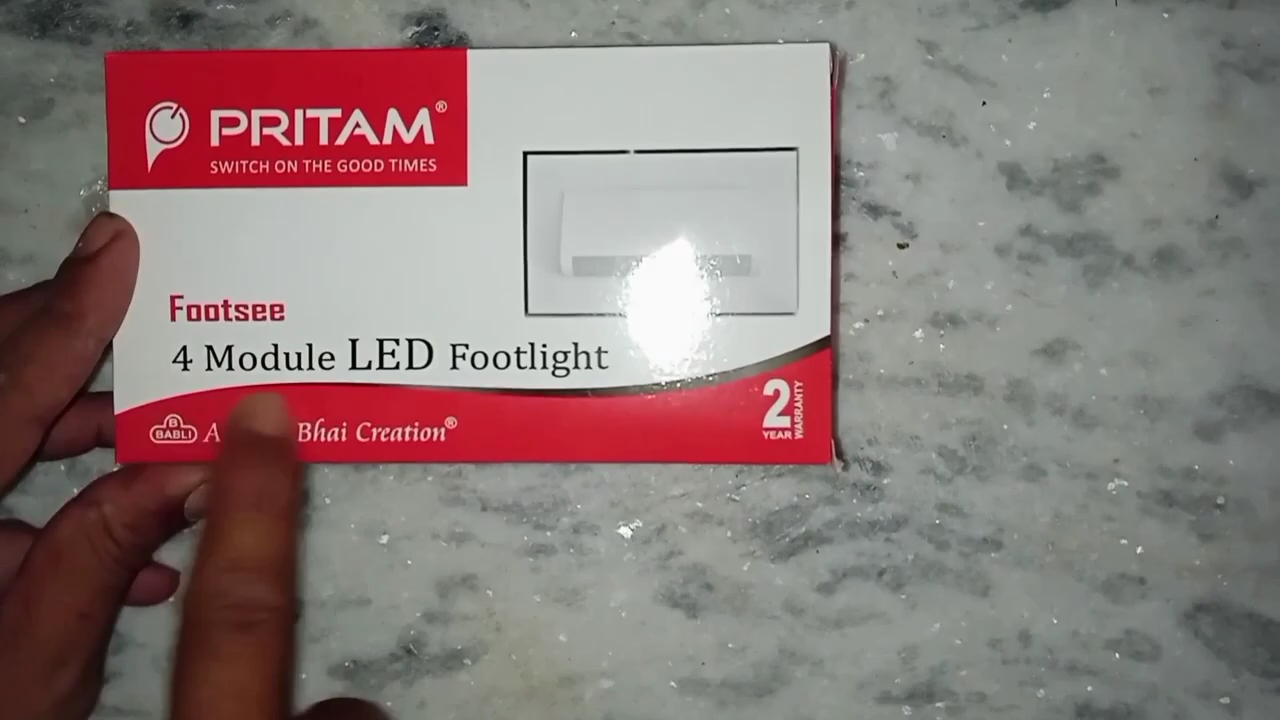 PRITAM®
SWITCH ON THE GOOD TIMES
Footsee
4 Module LED Footlight
B
BABLI
A Bhai Creation®
2
YEAR
WARRANTY